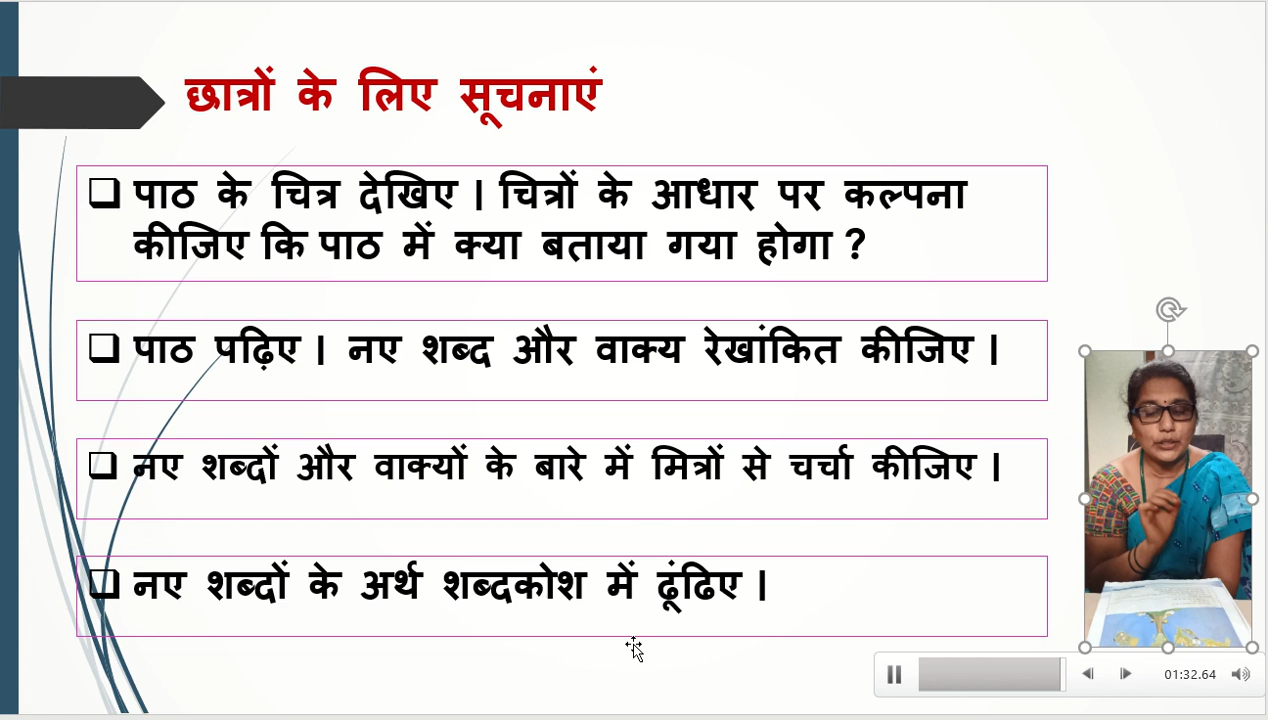 छात्रों के लिए सूचनाएं
❑ पाठ के चित्र देखिए | चित्रों के आधार पर कल्पना
कीजिए कि पाठ में क्या बताया गया होगा ?
❑ पाठ पढ़िए | नए शब्द और वाक्य रेखांकित कीजिए |
❑ नए शब्दों और वाक्यों के बारे में मित्रों से चर्चा कीजिए |
❑ नए शब्दों के अर्थ शब्दकोश में ढूंढिए |
01:32.64